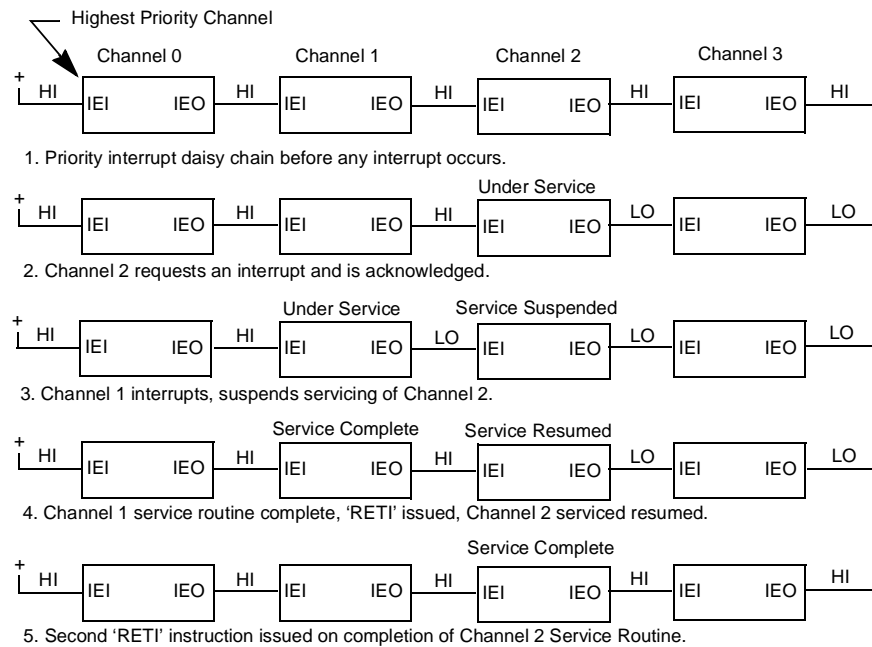 Highest Priority Channel
Channel 0 Channel 1 Channel 2 Channel 3
+ HI IEI IEO HI IEI IEO HI IEI IEO HI IEI IEO HI
1. Priority interrupt daisy chain before any interrupt occurs.
Under Service
+ HI IEI IEO HI IEI IEO HI IEI IEO LO IEI IEO LO
2. Channel 2 requests an interrupt and is acknowledged.
Under Service Service Suspended
+ HI IEI IEO HI IEI IEO LO IEI IEO LO IEI IEO LO
3. Channel 1 interrupts, suspends servicing of Channel 2.
Service Complete Service Resumed
+ HI IEI IEO HI IEI IEO HI IEI IEO LO IEI IEO LO
4. Channel 1 service routine complete, ‘RETI’ issued, Channel 2 serviced resumed.
Service Complete
+ HI IEI IEO HI IEI IEO HI IEI IEO HI IEI IEO HI
5. Second ‘RETI’ instruction issued on completion of Channel 2 Service Routine.